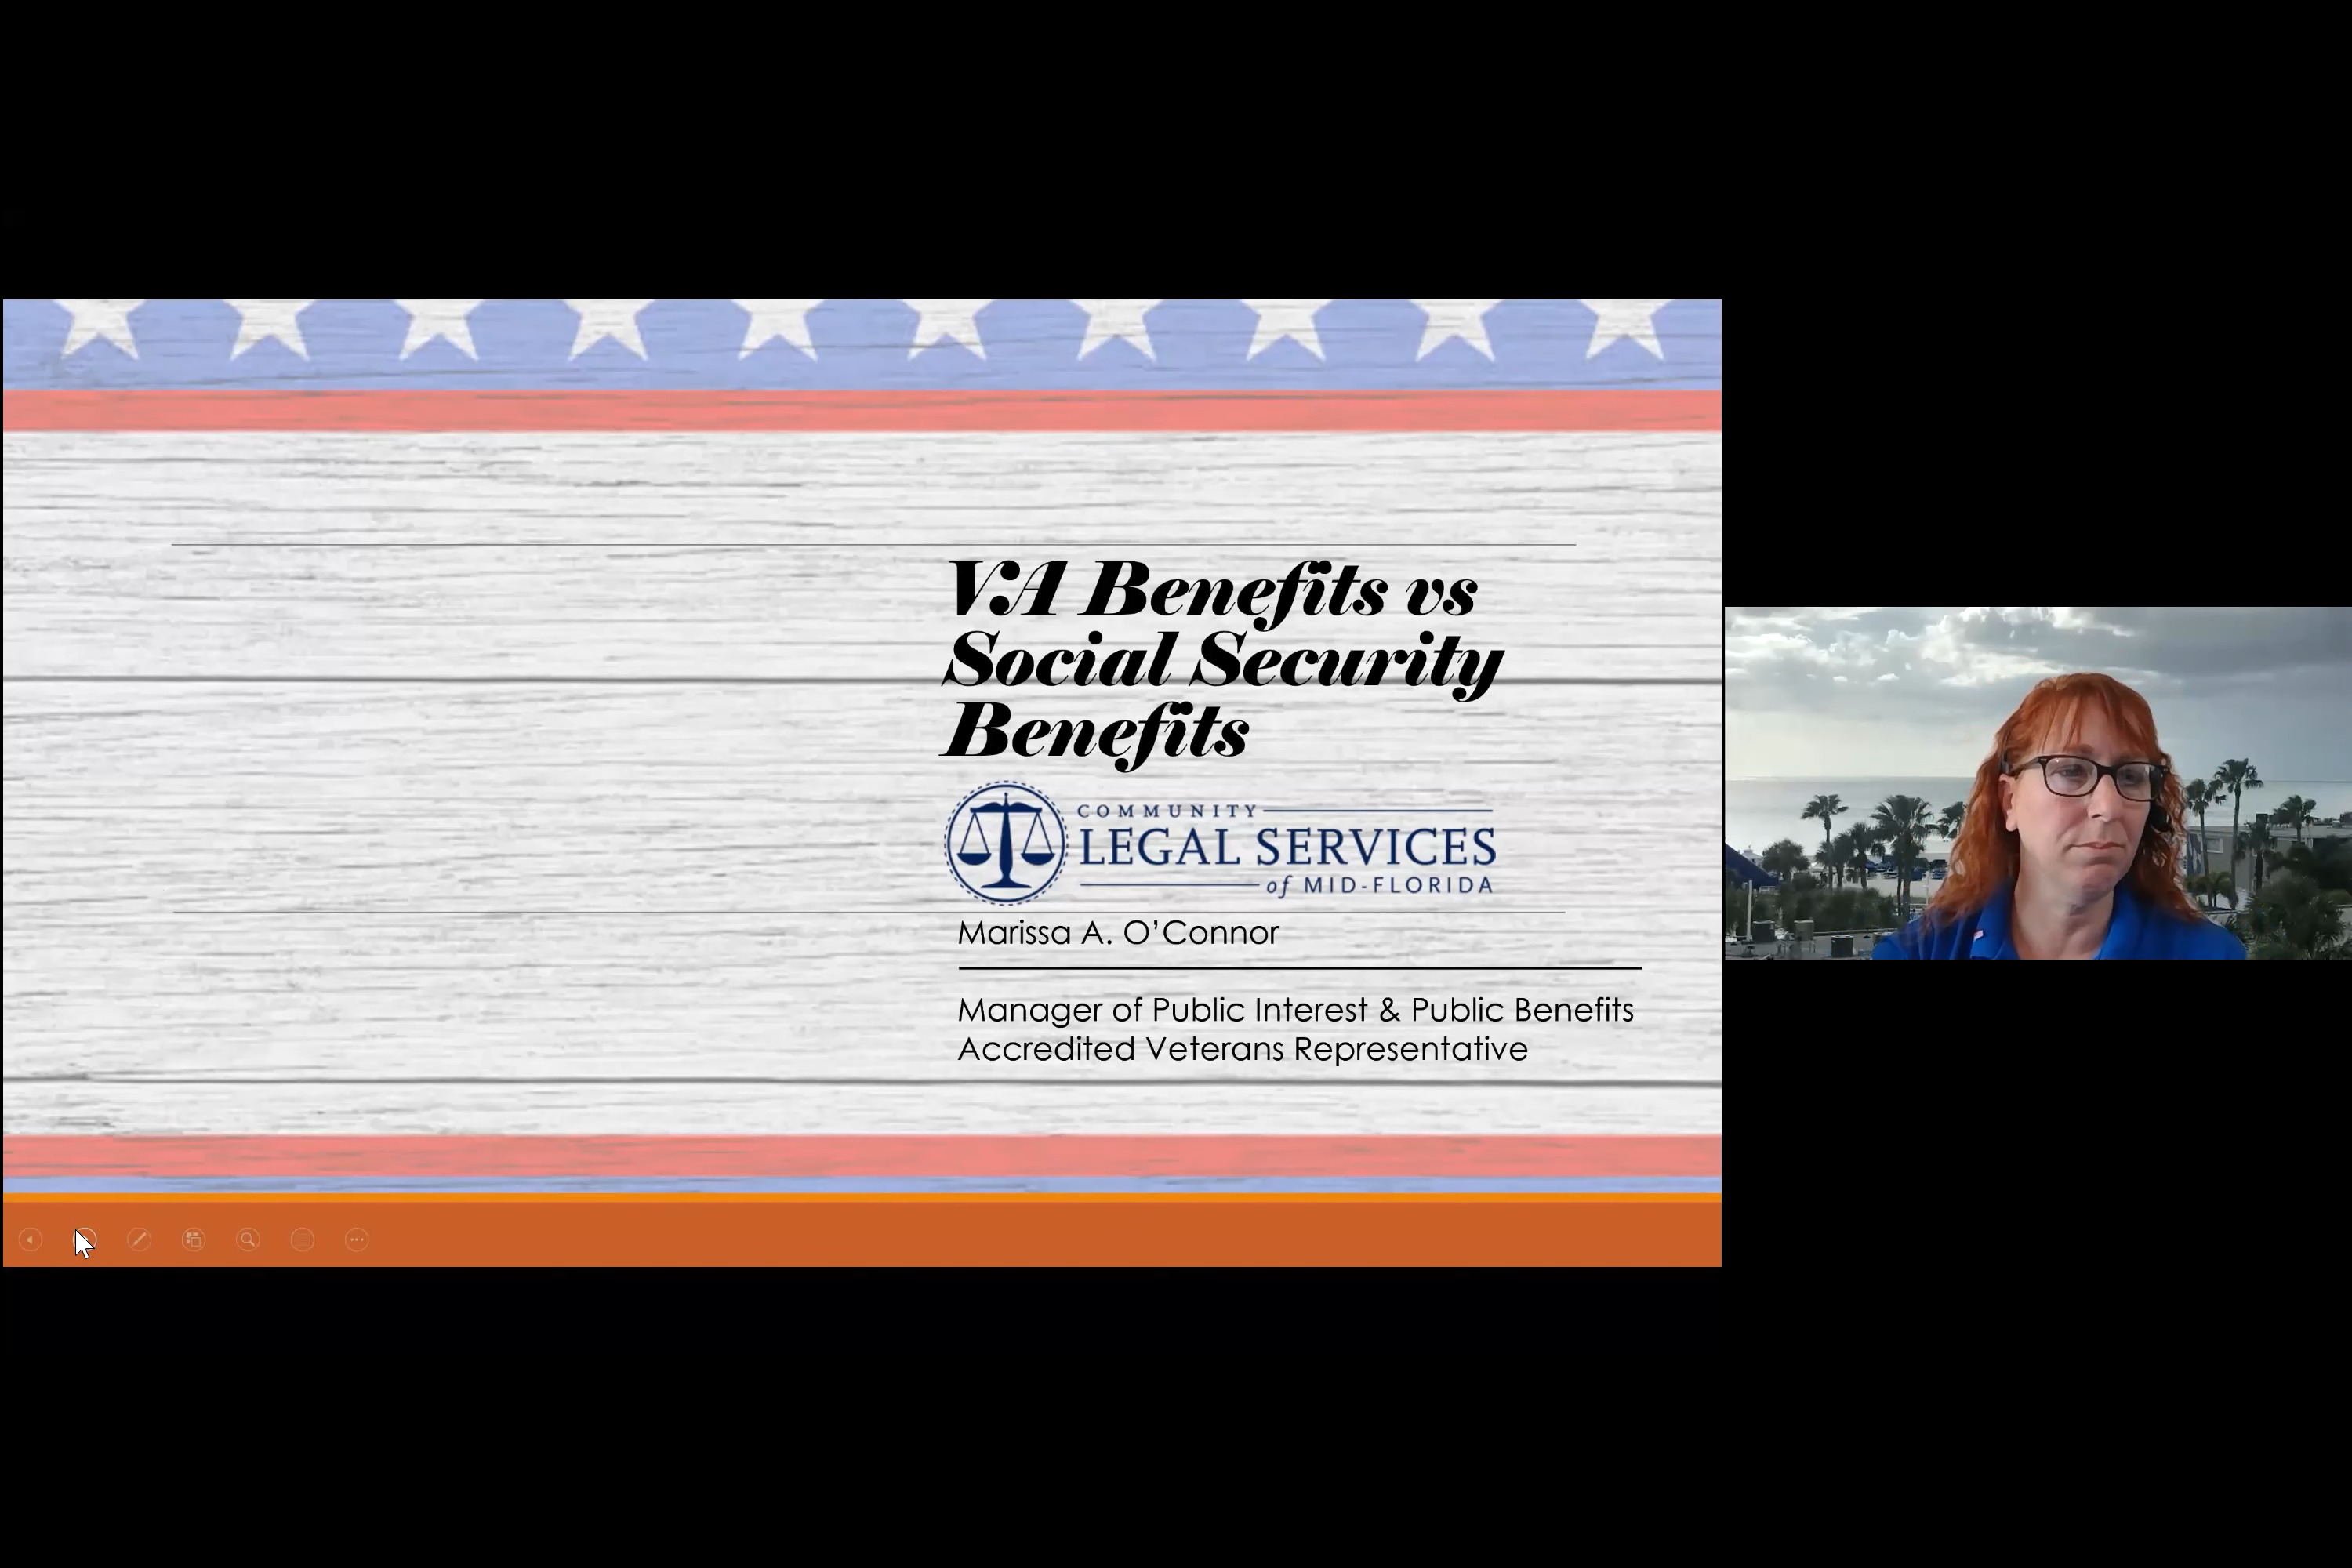 VA Benefits vs
Social Security
Benefits
COMMUNITY
LEGAL SERVICES
of MID-FLORIDA
Marissa A. O’Connor
Manager of Public Interest & Public Benefits
Accredited Veterans Representative